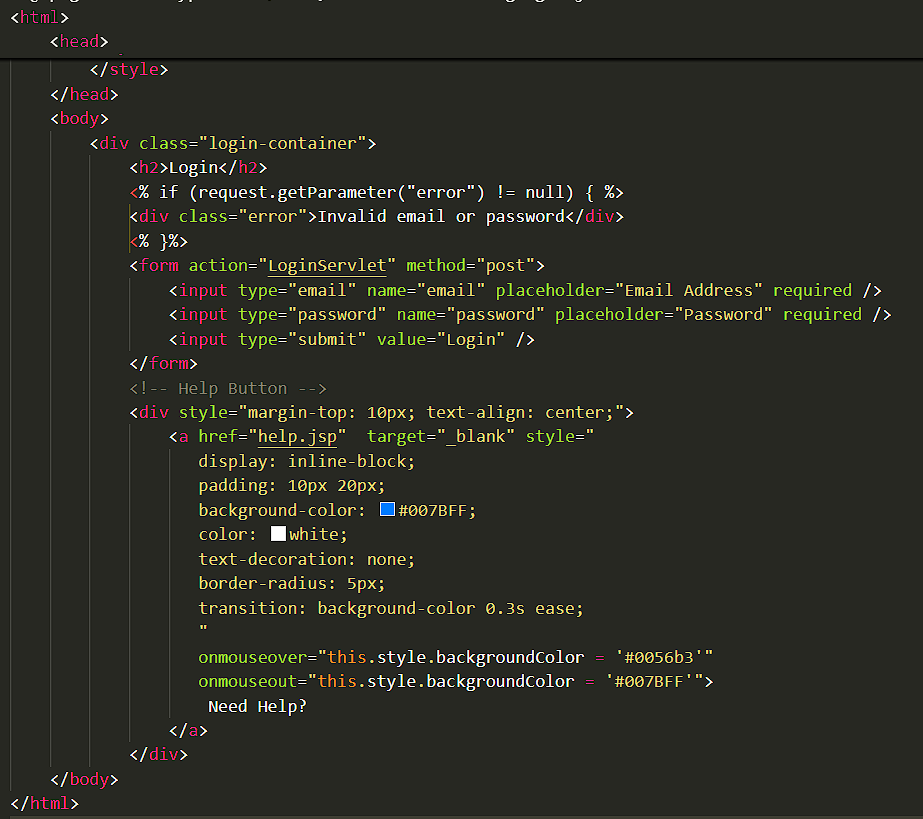 <html>
<head>
</style>
</head>
<body>
<div class="login-container">
<h2>Login</h2>
<% if (request.getParameter("error") != null) { %>
<div class="error">Invalid email or password</div>
<% }%>
<form action="LoginServlet" method="post">
<input type="email" name="email" placeholder="Email Address" required />
<input type="password" name="password" placeholder="Password" required />
<input type="submit" value="Login" />
</form>
<!-- Help Button -->
<div style="margin-top: 10px; text-align: center;">
<a href="help.jsp"  target="_blank" style="
display: inline-block;
padding: 10px 20px;
background-color: #007BFF;
color: white;
text-decoration: none;
border-radius: 5px;
transition: background-color 0.3s ease;
"
onmouseover="this.style.backgroundColor = '#0056b3'"
onmouseout="this.style.backgroundColor = '#007BFF'">
Need Help?
</a>
</div>
</body>
</html>